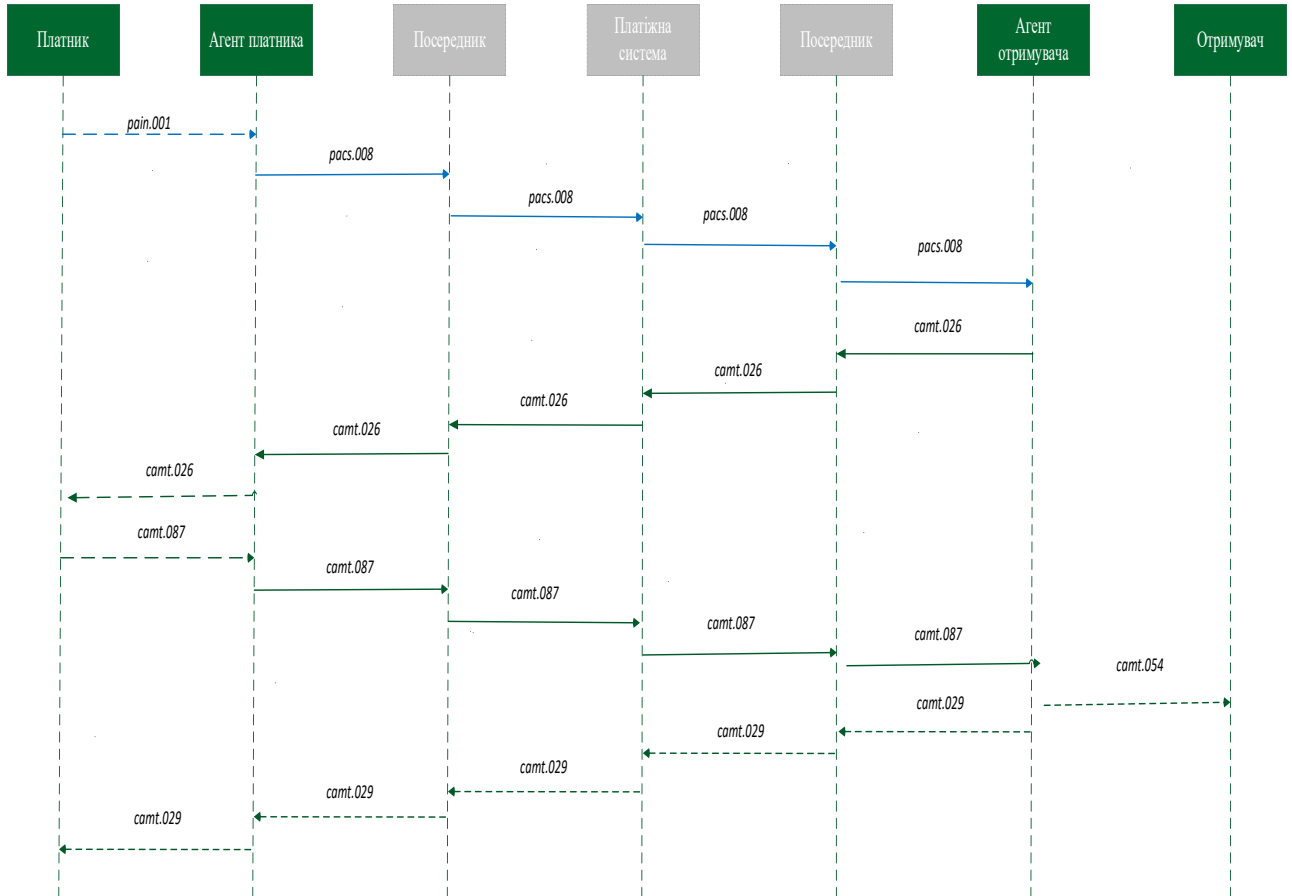 Платник
Агент платника
Посередник
Платіжна
система
Посередник
Агент
отримувача
Отримувач
pain.001
pacs.008
pacs.008
pacs.008
pacs.008
camt.026
camt.026
camt.026
camt.026
camt.026
camt.087
camt.087
camt.087
camt.087
camt.087
camt.054
camt.029
camt.029
camt.029
camt.029
camt.029